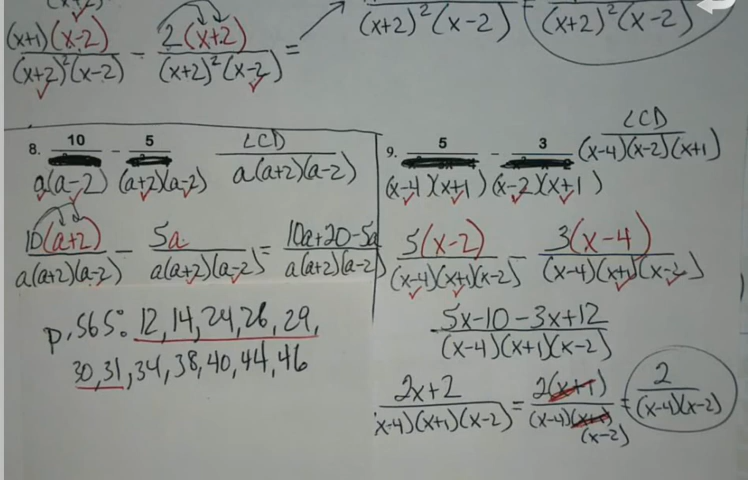 (x+1)(x-2)/(x+2)²(x-2) - 2(x+2)/(x+2)²(x-2) =
(x+2)²(x-2)
(x+2)²(x-2)
8. 10/a(a-2) - 5/(a+2)(a-2)
LCD
a(a+2)(a-2)
10(a+2)/a(a+2)(a-2) - 5a/a(a+2)(a-2) = 10a+20-5a/a(a+2)(a-2)
p. 565: 12, 14, 24, 26, 29,
30, 31, 34, 38, 40, 44, 46
9. 5/(x-4)(x+1) - 3/(x-2)(x+1)
LCD
(x-4)(x-2)(x+1)
5(x-2)/(x-4)(x+1)(x-2) - 3(x-4)/(x-4)(x+1)(x-2)
5x-10-3x+12/(x-4)(x+1)(x-2)
2x+2/x-4)(x+1)(x-2) = 2(x+1)/(x-4)(x+1)(x-2) = 2/(x-4)(x-2)